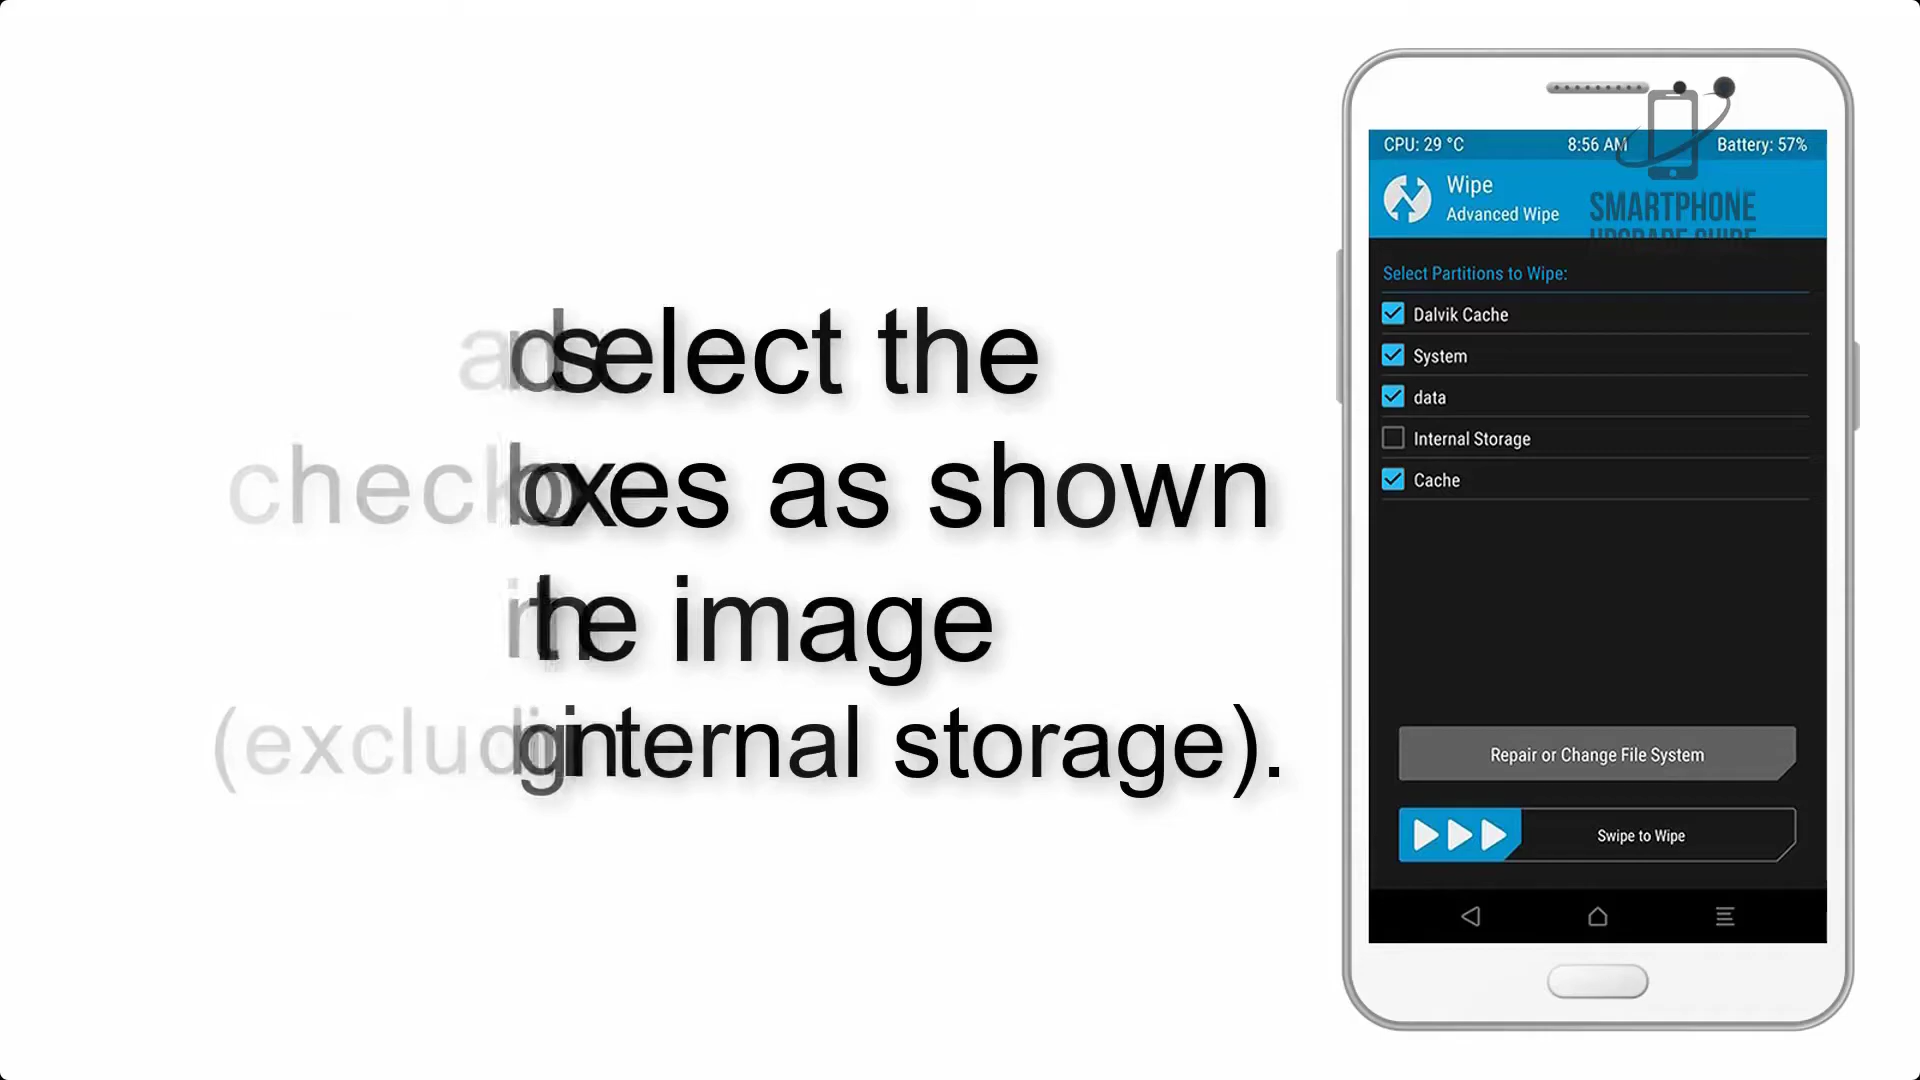 and select the
checkboxes as shown
in the image
(excluding internal storage).
CPU: 29 °C 8:56 AM Battery: 57%
Wipe
Advanced Wipe
SMARTPHONE
UPGRADE GUIDE
Select Partitions to Wipe:
Dalvik Cache
System
data
Internal Storage
Cache
Repair or Change File System
Swipe to Wipe